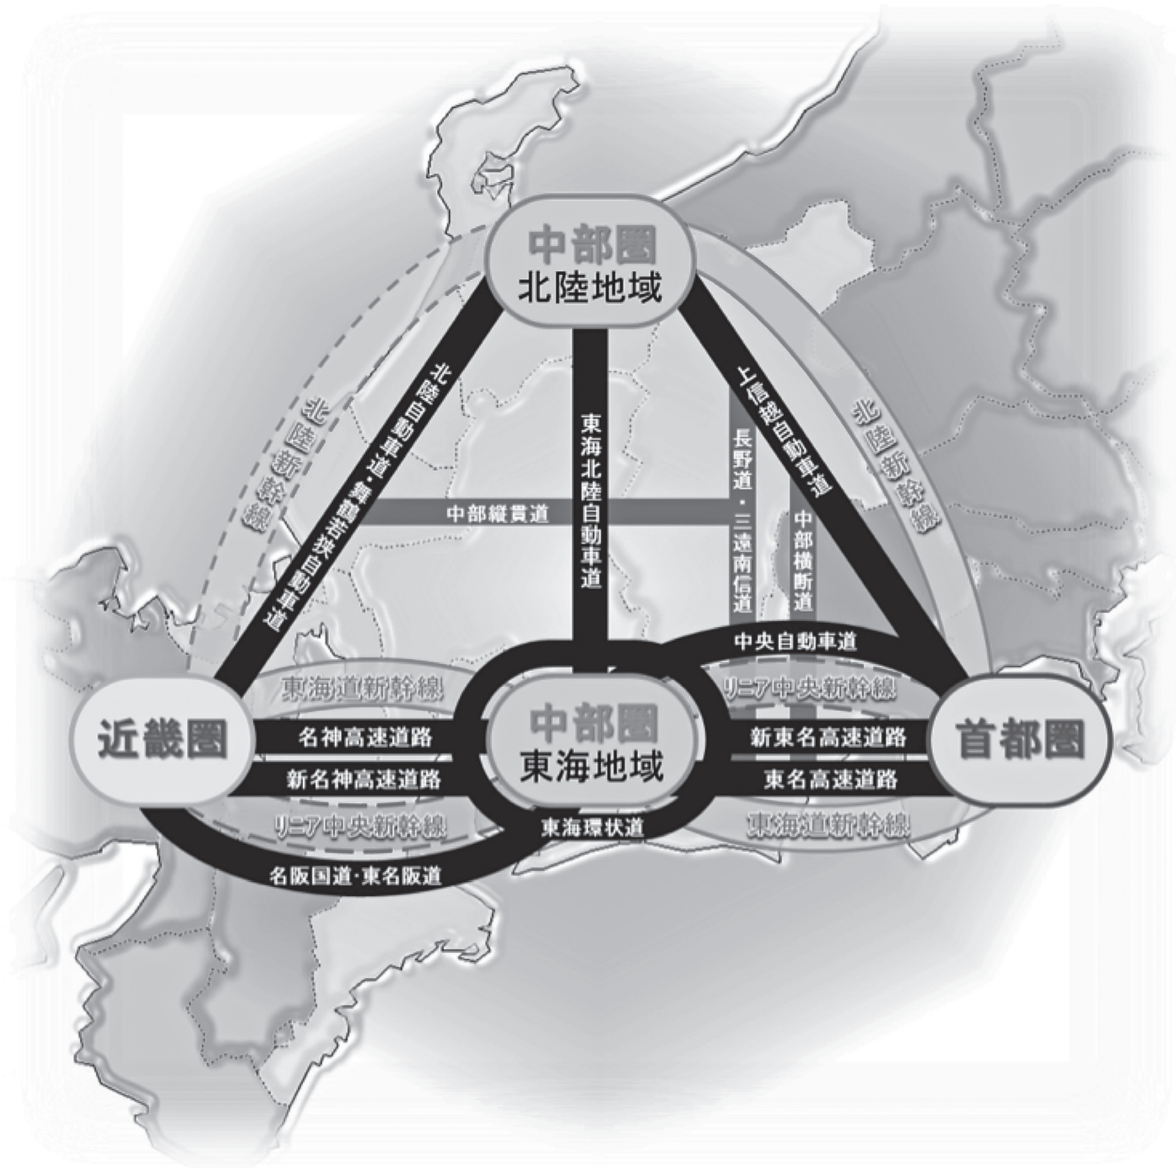 中部圏
北陸地域
北陸新幹線
北陸自動車道・舞鶴若狭自動車道
東海北陸自動車道
上信越自動車道
北陸新幹線
長野道・三遠南信道
中部縦貫道
中部横断道
中央自動車道
東海道新幹線
リニア中央新幹線
近畿圏
名神高速道路
新名神高速道路
中部圏
東海地域
新東名高速道路
東名高速道路
首都圏
リニア中央新幹線
東海環状道
東海道新幹線
名阪国道・東名阪道